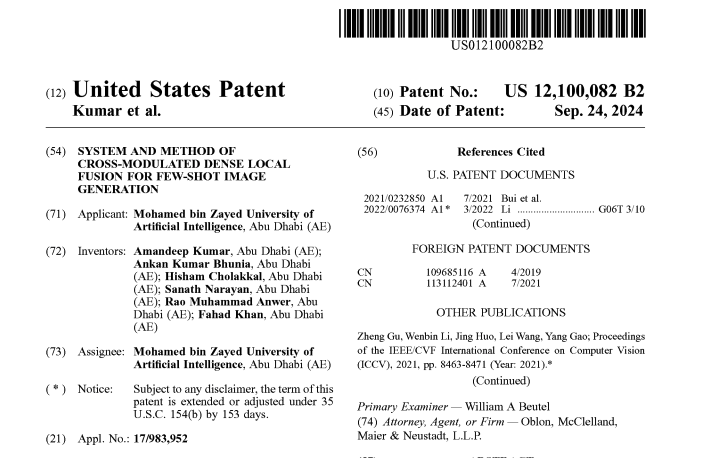 US012100082B2
(12) United States Patent
Kumar et al.
(10) Patent No.: US 12,100,082 B2
(45) Date of Patent: Sep. 24, 2024
(54) SYSTEM AND METHOD OF
CROSS-MODULATED DENSE LOCAL
FUSION FOR FEW-SHOT IMAGE
GENERATION
(71) Applicant: Mohamed bin Zayed University of
Artificial Intelligence, Abu Dhabi (AE)
(72) Inventors: Amandeep Kumar, Abu Dhabi (AE);
Ankan Kumar Bhunia, Abu Dhabi
(AE); Hisham Cholakkal, Abu Dhabi
(AE); Sanath Narayan, Abu Dhabi
(AE); Rao Muhammad Anwer, Abu
Dhabi (AE); Fahad Khan, Abu Dhabi
(AE)
(73) Assignee: Mohamed bin Zayed University of
Artificial Intelligence, Abu Dhabi (AE)
( * ) Notice: Subject to any disclaimer, the term of this
patent is extended or adjusted under 35
U.S.C. 154(b) by 153 days.
(21) Appl. No.: 17/983,952
(56) References Cited
U.S. PATENT DOCUMENTS
2021/0232850 A1 7/2021 Bui et al.
2022/0076374 A1* 3/2022 Li ............................ G06T 3/10
(Continued)
FOREIGN PATENT DOCUMENTS
CN 109685116 A 4/2019
CN 113112401 A 7/2021
OTHER PUBLICATIONS
Zheng Gu, Wenbin Li, Jing Huo, Lei Wang, Yang Gao; Proceedings
of the IEEE/CVF International Conference on Computer Vision
(ICCV), 2021, pp. 8463-8471 (Year: 2021).*
(Continued)
Primary Examiner — William A Beutel
(74) Attorney, Agent, or Firm — Oblon, McClelland,
Maier & Neustadt, L.L.P.